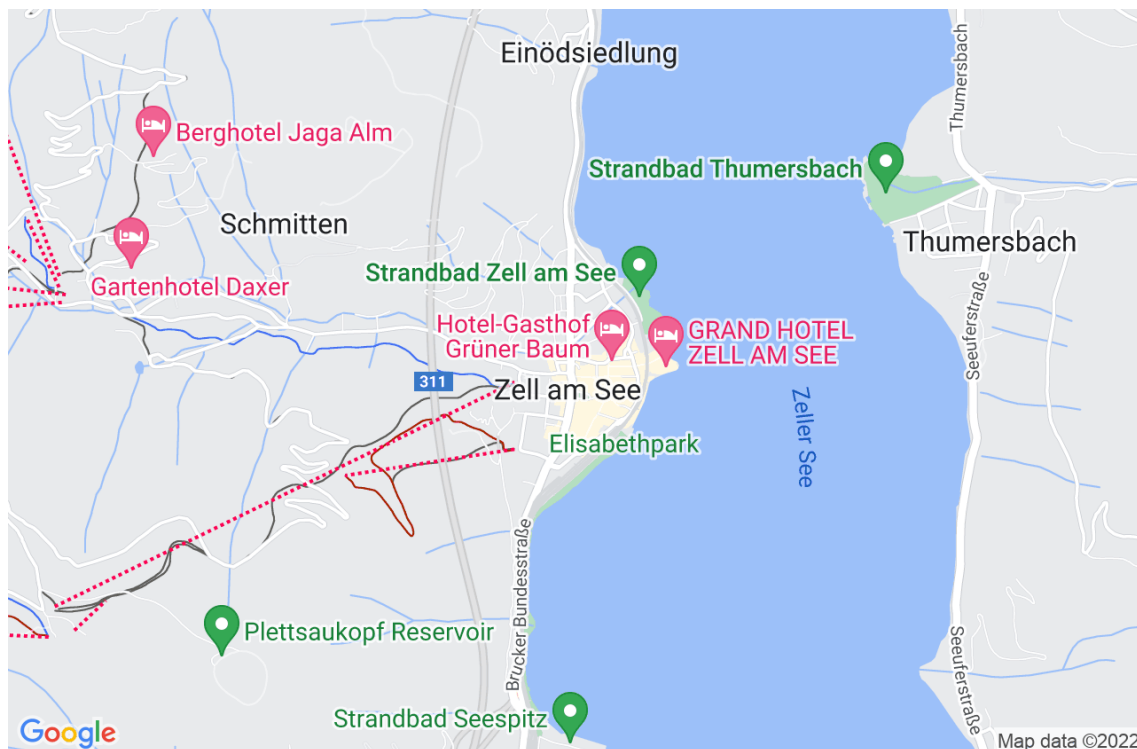 Einödsiedlung
Thumersbach
Berghotel Jaga Alm
Strandbad Thumersbach
Schmitten
Thumersbach
Strandbad Zell am See
Gartenhotel Daxer
Hotel-Gasthof
Grüner Baum
GRAND HOTEL
ZELL AM SEE
Seeuferstraße
311
Zell am See
Zeller See
Elisabethpark
Brucker Bundesstraße
Plettsaukopf Reservoir
Seeuferstraße
Strandbad Seespitz
Google
Map data ©2022